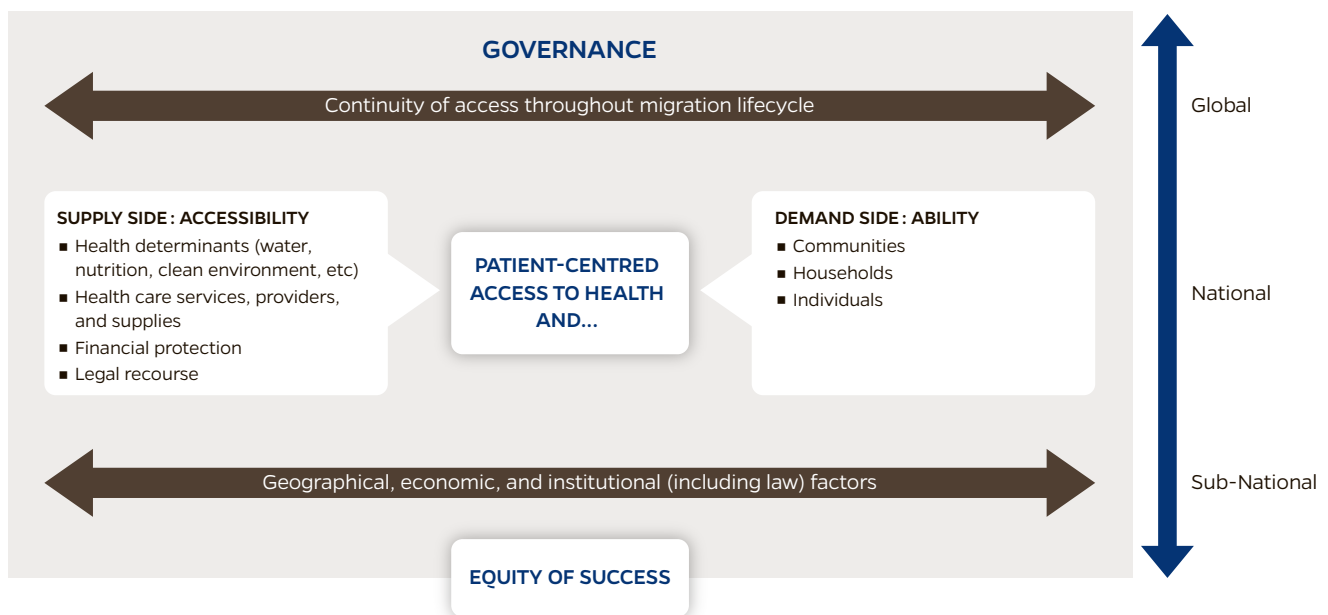 GOVERNANCE
Continuity of access throughout migration lifecycle
Global
SUPPLY SIDE: ACCESSIBILITY
▪ Health determinants (water,
nutrition, clean environment, etc)
▪ Health care services, providers,
and supplies
▪ Financial protection
▪ Legal recourse
PATIENT-CENTRED
ACCESS TO HEALTH
AND...
DEMAND SIDE: ABILITY
▪ Communities
▪ Households
▪ Individuals
National
Geographical, economic, and institutional (including law) factors
Sub-National
EQUITY OF SUCCESS